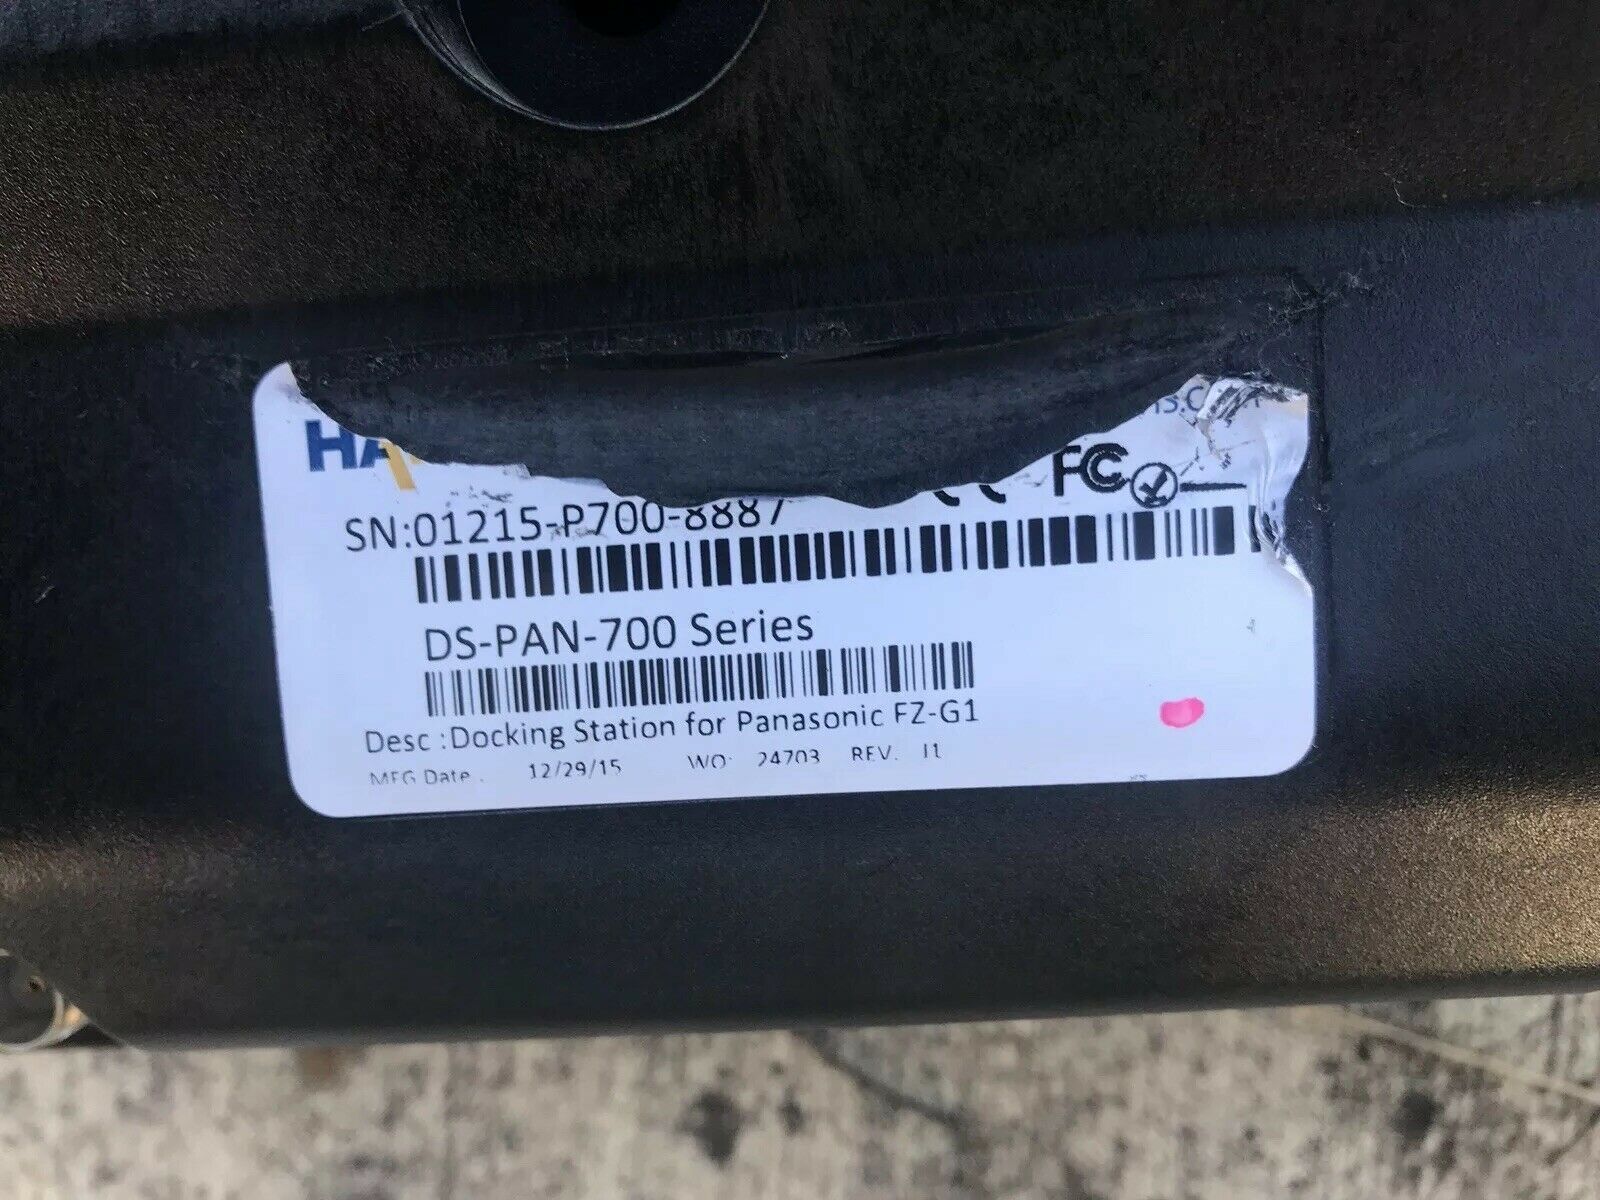 HA
FC
SN:01215-P700-8887
DS-PAN-700 Series
Desc :Docking Station for Panasonic FZ-G1
MFG Date : 12/29/15 WO: 24703 REV. I1